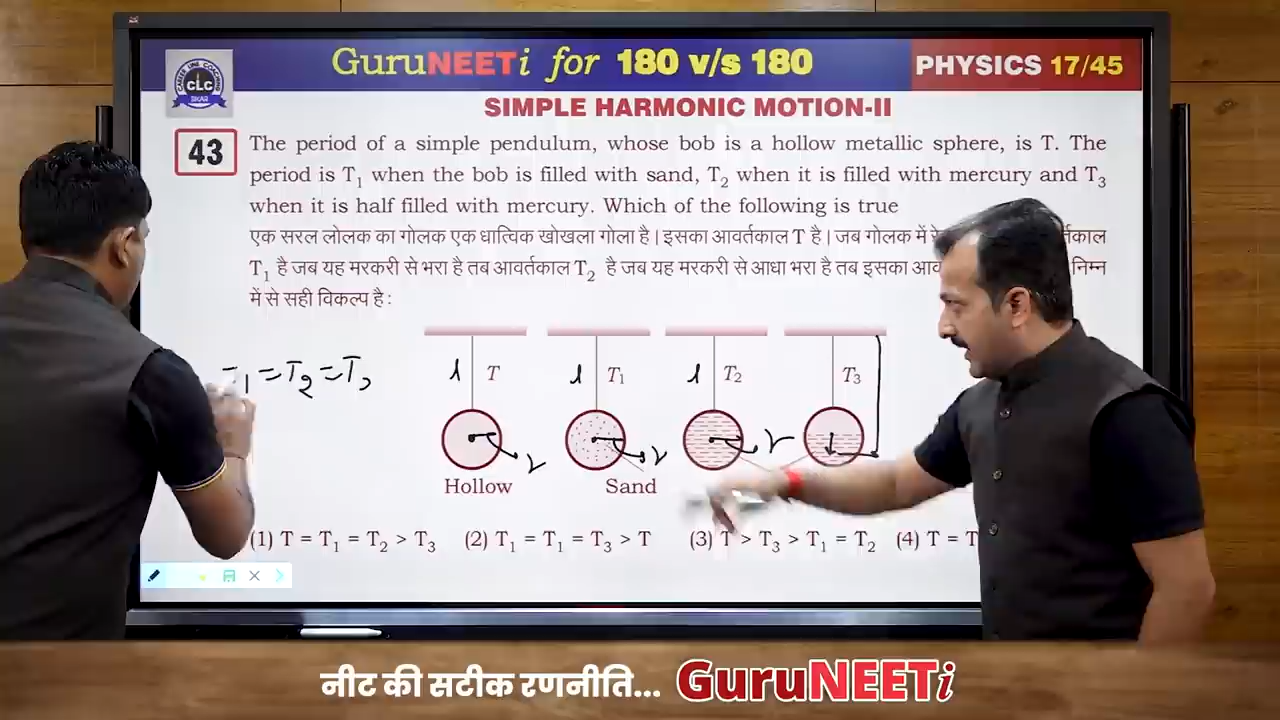 GuruNEETi for 180 v/s 180
PHYSICS 17/45
CLC
SIKAR
SIMPLE HARMONIC MOTION-II
43
The period of a simple pendulum, whose bob is a hollow metallic sphere, is T. The
period is T1 when the bob is filled with sand, T2 when it is filled with mercury and T3
when it is half filled with mercury. Which of the following is true
एक सरल लोलक का गोलक एक धात्विक खोखला गोला है। इसका आवर्तकाल T है। जब गोलक में
T1 है जब यह मरकरी से भरा है तब आवर्तकाल T2 है जब यह मरकरी से आधा भरा है तब इसका निम्न
में से सही विकल्प है :
T1 = T2 = T
l T l T1 l T2 T3
r r r
Hollow Sand
(1) T = T1 = T2 > T3 (2) T1 = T1 = T3 > T (3) T > T3 > T1 = T2 (4) T = T
नीट की सटीक रणनीति... GuruNEETi